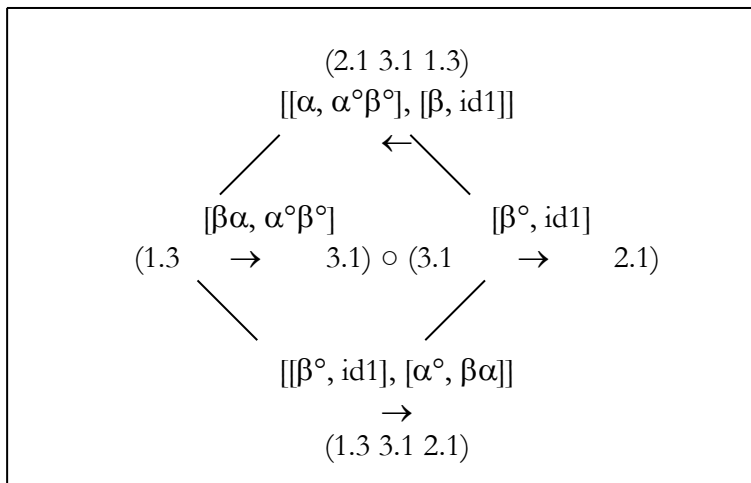 (2.1 3.1 1.3)
[[α, α°β°], [β, id1]]
←
[βα, α°β°] [β°, id1]
(1.3 → 3.1) ○ (3.1 → 2.1)
[[β°, id1], [α°, βα]]
→
(1.3 3.1 2.1)